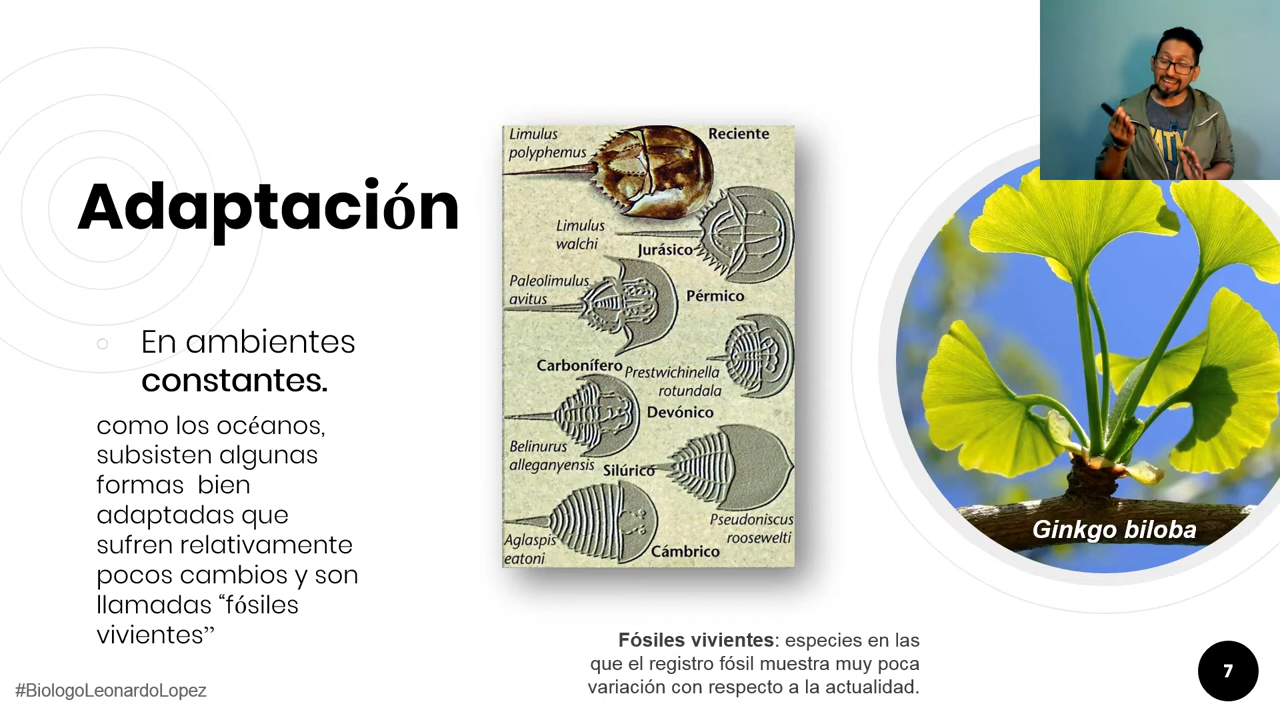 Adaptación
En ambientes
constantes.
como los océanos,
subsisten algunas
formas bien
adaptadas que
sufren relativamente
pocos cambios y son
llamadas “fósiles
vivientes”
Limulus
polyphemus
Reciente
Limulus
walchi
Jurásico
Paleolimulus
avitus
Pérmico
Carbonífero
Prestwichinella
rotundala
Devónico
Belinurus
alleganyensis
Silúrico
Pseudoniscus
roosewelti
Aglaspis
eatoni
Cámbrico
Ginkgo biloba
Fósiles vivientes: especies en las
que el registro fósil muestra muy poca
variación con respecto a la actualidad.
#BiologoLeonardoLopez
7